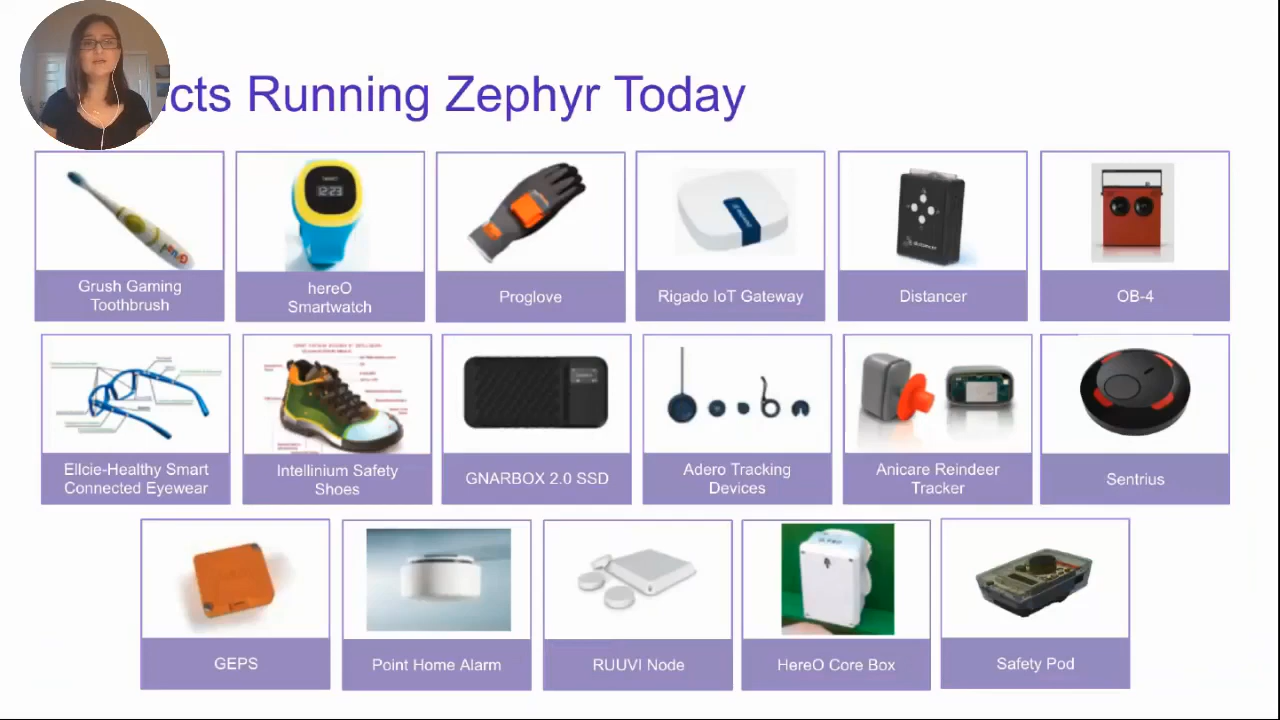 cts Running Zephyr Today
Grush Gaming
Toothbrush
hereO
Smartwatch
12:23
Proglove
Rigado IoT Gateway
Distancer
OB-4
Ellcie-Healthy Smart
Connected Eyewear
Intellinium Safety
Shoes
GNARBOX 2.0 SSD
Adero Tracking
Devices
Anicare Reindeer
Tracker
Sentrius
GEPS
Point Home Alarm
RUUVI Node
HereO Core Box
Safety Pod